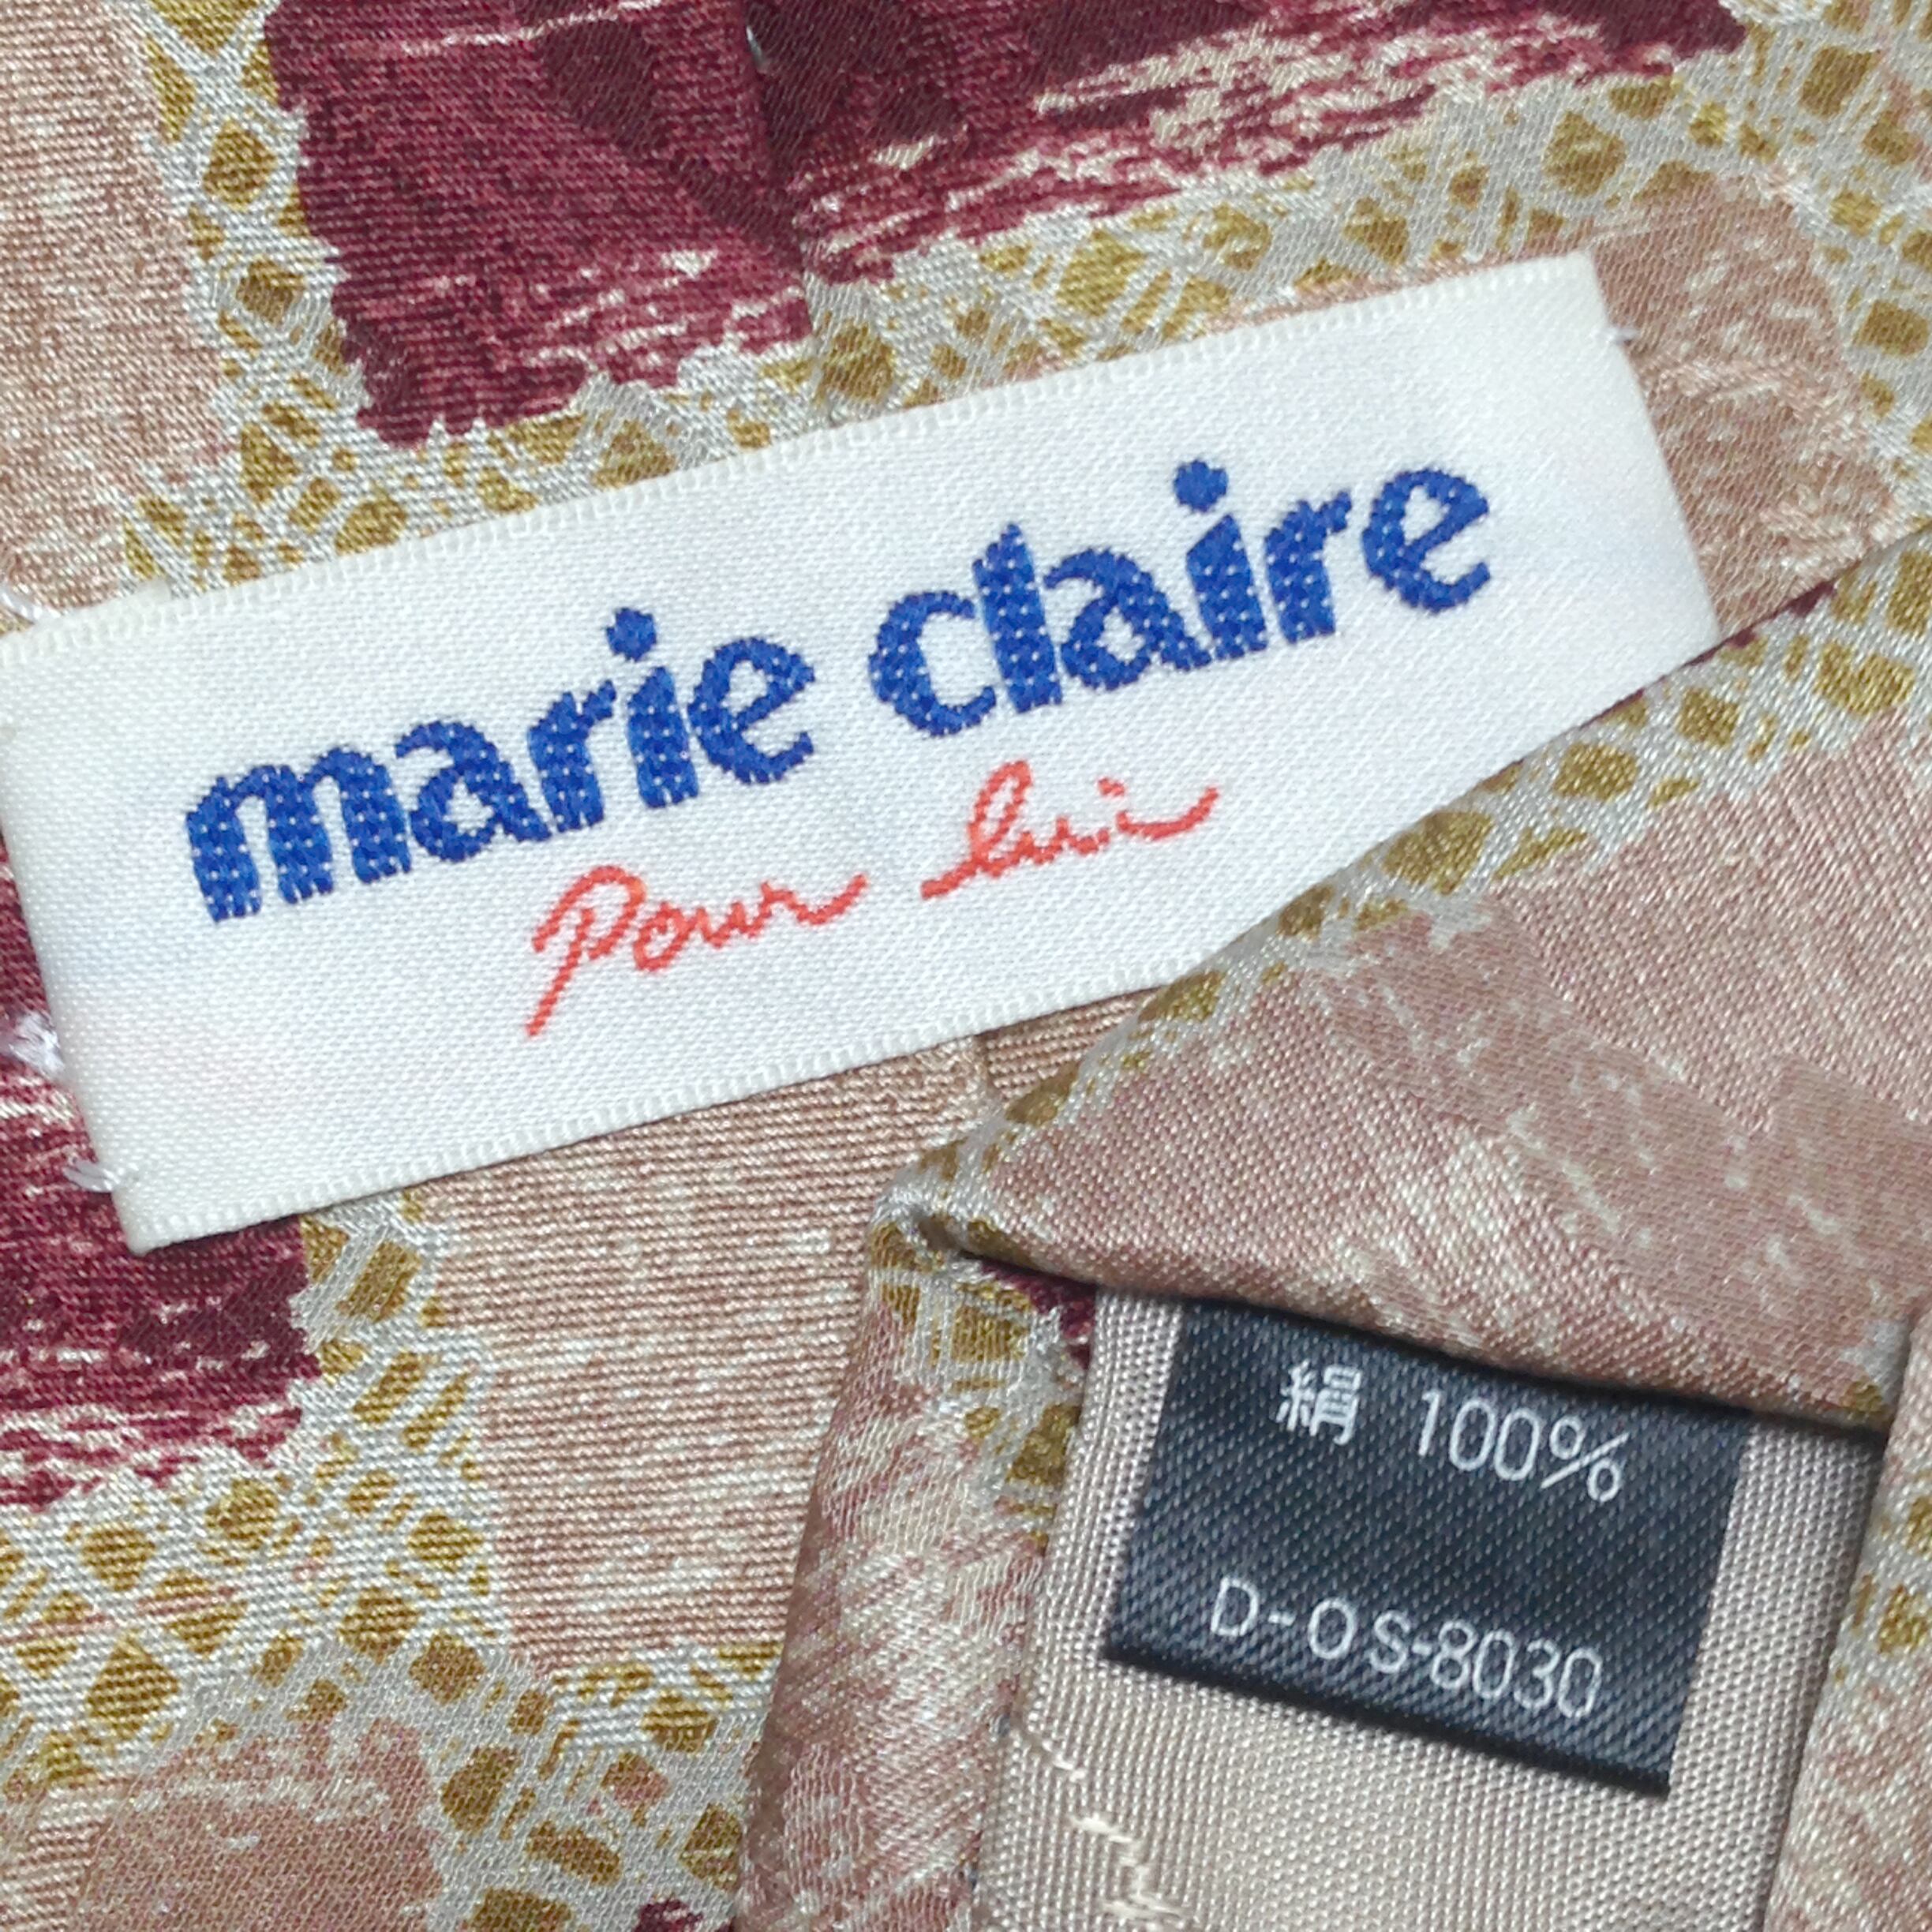 marie claire
Pour lui
絹 100%
D-OS-8030